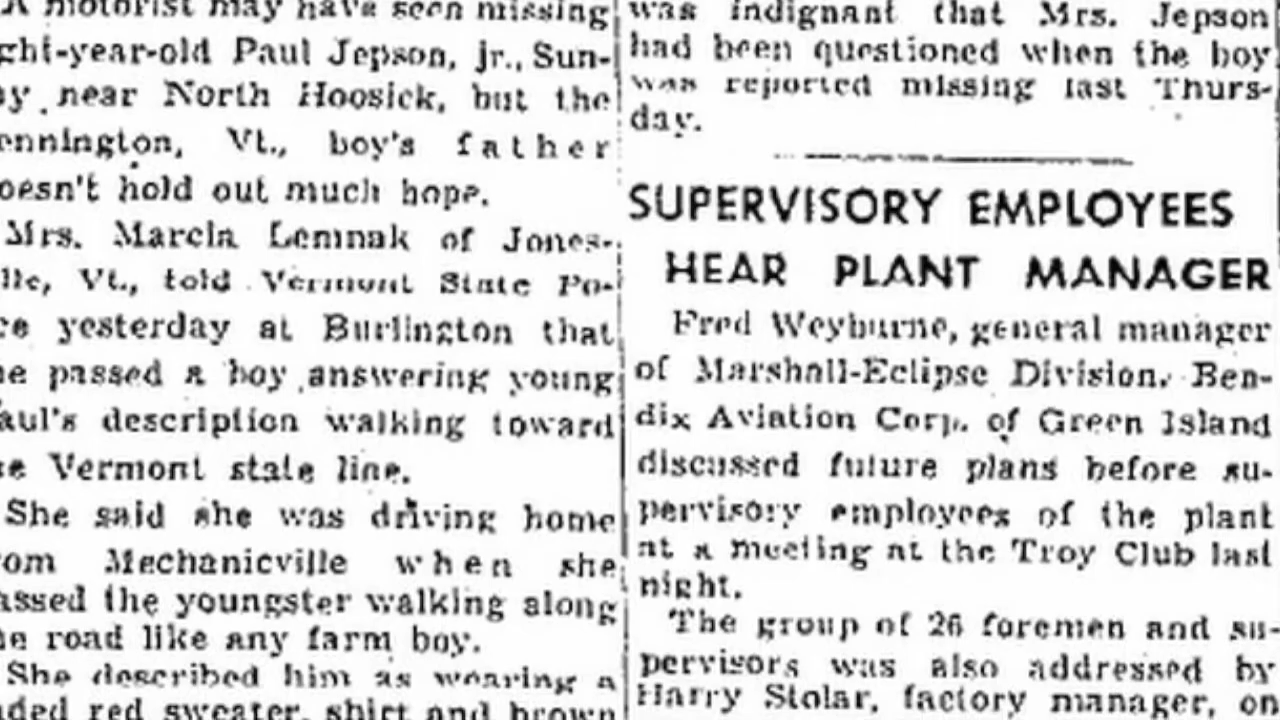 A motorist may have seen missing
ght-year-old Paul Jepson, jr., Sun-
ay near North Hoosick, but the
ennington, Vt., boy's father
oesn't hold out much hope.
Mrs. Marcia Lemnak of Jones-
lle, Vt., told Vermont State Po-
ce yesterday at Burlington that
he passed a boy answering young
aul's description walking toward
he Vermont state line.
She said she was driving home
rom Mechanicville when she
assed the youngster walking along
he road like any farm boy.
She described him as wearing a
ded red sweater, shirt and brown
was indignant that Mrs. Jepson
had been questioned when the boy
was reported missing last Thurs-
day.
SUPERVISORY EMPLOYEES
HEAR PLANT MANAGER
Fred Weyburne, general manager
of Marshall-Eclipse Division, Ben-
dix Aviation Corp. of Green Island
discussed future plans before su-
pervisory employees of the plant
at a meeting at the Troy Club last
night.
The group of 26 foremen and su-
pervisors was also addressed by
Harry Stolar, factory manager, on